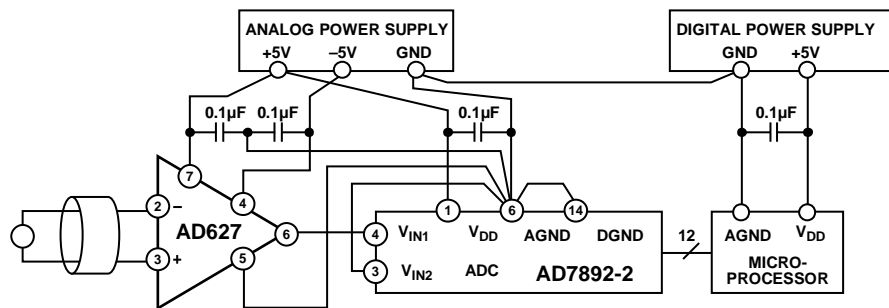 ANALOG POWER SUPPLY
+5V –5V GND
DIGITAL POWER SUPPLY
GND +5V
0.1µF 0.1µF 0.1µF 0.1µF
7
4
2 –
AD627
6
3 +
5
1 6 14
4 VIN1 VDD AGND DGND
3 VIN2 ADC AD7892-2
12
AGND VDD
MICRO-
PROCESSOR